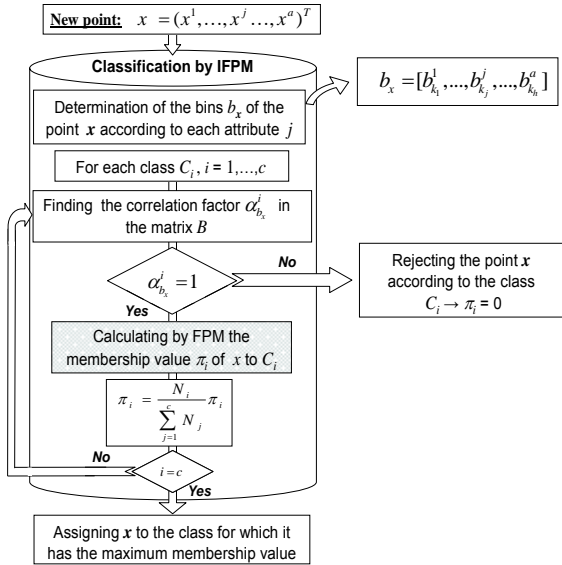 New point: x = (x^1,…,x^j …,x^a)^T
Classification by IFPM
Determination of the bins b_x of the
point x according to each attribute j
b_x = [b^1_{k_1},...,b^j_{k_j},...,b^a_{k_h}]
For each class C_i, i = 1,...,c
Finding the correlation factor α^i_{b_x} in
the matrix B
α^i_{b_x} = 1
No
Rejecting the point x
according to the class
C_i → π_i = 0
Yes
Calculating by FPM the
membership value π_i of x to C_i
π_i = \frac{N_i}{\sum_{j=1}^{c} N_j} π_i
No
i = c
Yes
Assigning x to the class for which it
has the maximum membership value